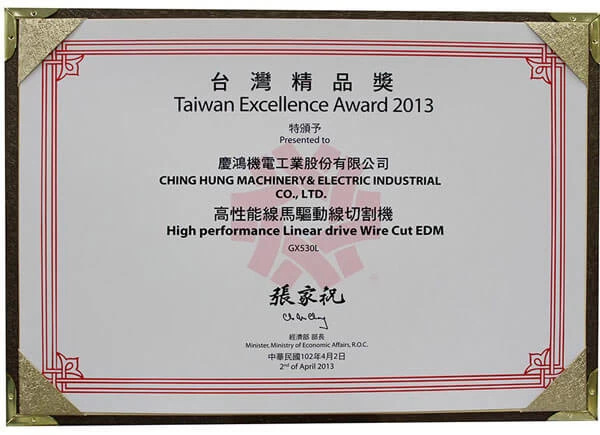 台灣精品獎
Taiwan Excellence Award 2013
特頒予
Presented to
慶鴻機電工業股份有限公司
CHING HUNG MACHINERY& ELECTRIC INDUSTRIAL
CO., LTD.
高性能線馬驅動線切割機
High performance Linear drive Wire Cut EDM
GX530L
張家祝
經濟部 部長
Minister, Ministry of Economic Affairs, R.O.C.
中華民國102年4月2日
2nd of April 2013